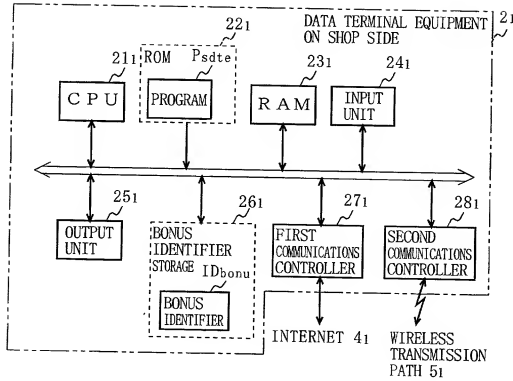 DATA TERMINAL EQUIPMENT
ON SHOP SIDE
21
211
CPU
221
ROM Psdte
PROGRAM
231
RAM
241
INPUT
UNIT
251
OUTPUT
UNIT
261
BONUS
IDENTIFIER
STORAGE IDbonu
BONUS
IDENTIFIER
271
FIRST
COMMUNICATIONS
CONTROLLER
281
SECOND
COMMUNICATIONS
CONTROLLER
INTERNET 41
WIRELESS
TRANSMISSION
PATH 51